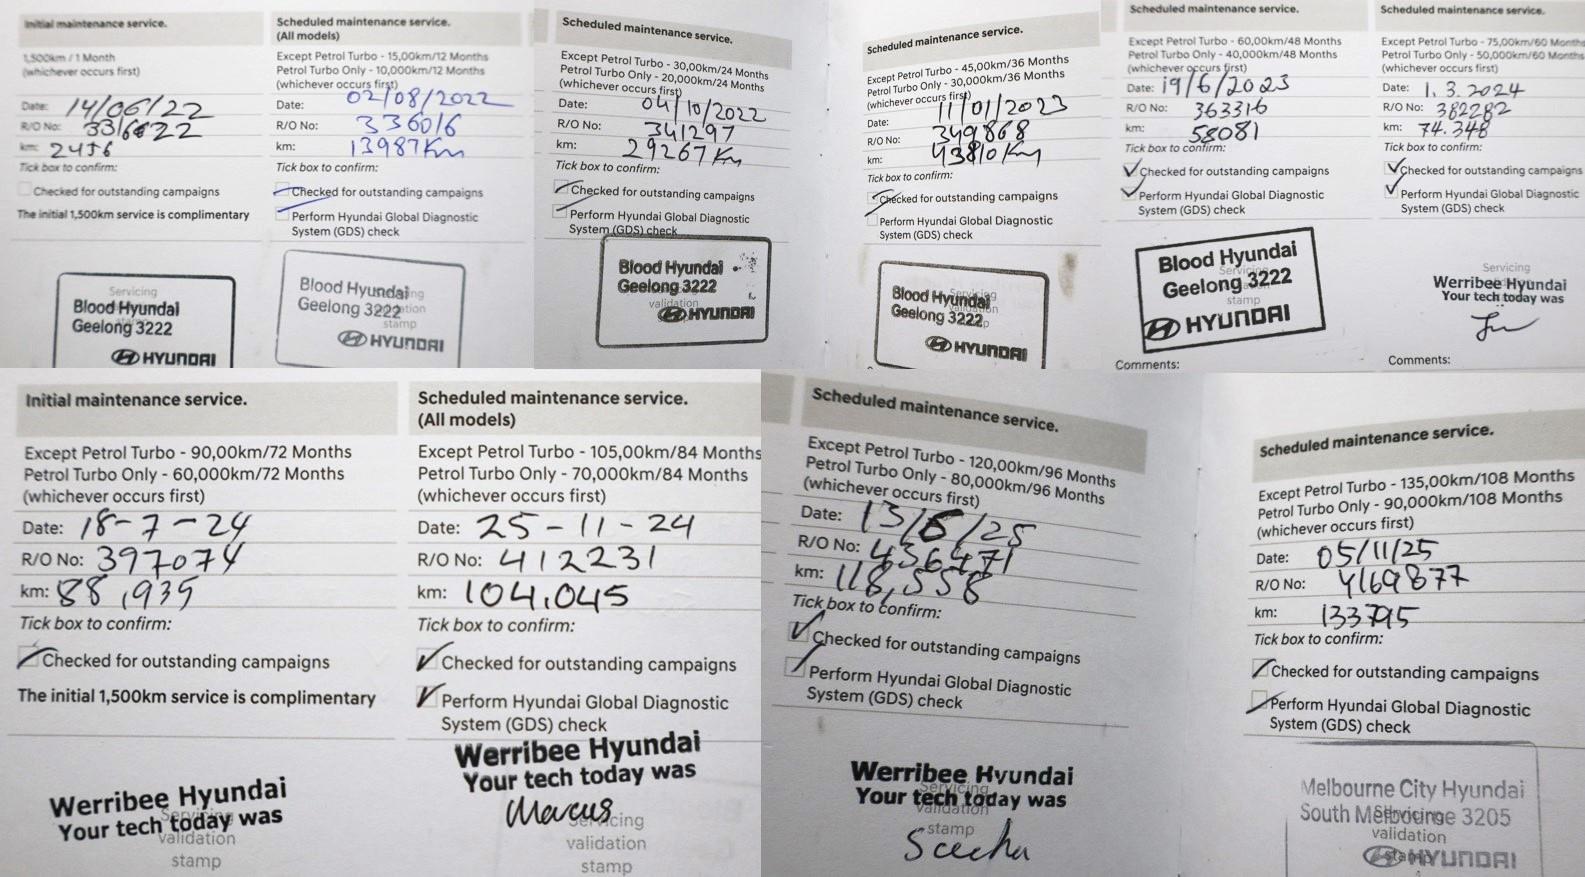 Initial maintenance service.
1,500km / 1 Month
(whichever occurs first)
Date: 14/06/22
R/O No:
km: 2456
Tick box to confirm:
Checked for outstanding campaigns
The initial 1,500km service is complimentary
Servicing
Blood Hyundai
Geelong 3222
HYUNDAI
Scheduled maintenance service.
(All models)
Except Petrol Turbo - 15,00km/12 Months
Petrol Turbo Only - 10,000km/12 Months
(whichever occurs first)
Date: 02/08/2022
R/O No: 336016
km: 13987Km
Tick box to confirm:
Checked for outstanding campaigns
Perform Hyundai Global Diagnostic
System (GDS) check
Blood Hyundai
Geelong 3222
stamp
HYUNDAI
Scheduled maintenance service.
Except Petrol Turbo - 30,00km/24 Months
Petrol Turbo Only - 20,000km/24 Months
(whichever occurs first)
Date: 04/10/2022
R/O No: 341297
km: 29267 Km
Tick box to confirm:
Checked for outstanding campaigns
Perform Hyundai Global Diagnostic
System (GDS) check
Blood Hyundai
Geelong 3222
validation
HYUNDAI
Scheduled maintenance service.
Except Petrol Turbo - 45,00km/36 Months
Petrol Turbo Only - 30,000km/36 Months
(whichever occurs first)
Date: 11/01/2023
R/O No: 349868
km: 43810 Km
Tick box to confirm:
Checked for outstanding campaigns
Perform Hyundai Global Diagnostic
System (GDS) check
Servicing
Blood Hyundai
validation
Geelong 3222
HYUNDAI
Scheduled maintenance service.
Except Petrol Turbo - 60,00km/48 Months
Petrol Turbo Only - 40,000km/48 Months
(whichever occurs first)
Date: 19/6/2023
R/O No: 363316
km: 58081
Tick box to confirm:
Checked for outstanding campaigns
Perform Hyundai Global Diagnostic
System (GDS) check
Blood Hyundai
Servicing
Geelong 3222
stamp
HYUNDAI
Comments:
Scheduled maintenance service.
Except Petrol Turbo - 75,00km/60 Months
Petrol Turbo Only - 50,000km/60 Months
(whichever occurs first)
Date: 1.3.2024
R/O No: 382282
km: 74.348
Tick box to confirm:
Checked for outstanding campaigns
Perform Hyundai Global Diagnostic
System (GDS) check
Servicing
Werribee Hyundai
Your tech today was
Comments:
Initial maintenance service.
Except Petrol Turbo - 90,00km/72 Months
Petrol Turbo Only - 60,000km/72 Months
(whichever occurs first)
Date: 18-7-24
R/O No: 397074
km: 88,935
Tick box to confirm:
Checked for outstanding campaigns
The initial 1,500km service is complimentary
Werribee Hyundai
Your tech today was
Servicing
validation
stamp
Scheduled maintenance service.
(All models)
Except Petrol Turbo - 105,00km/84 Months
Petrol Turbo Only - 70,000km/84 Months
(whichever occurs first)
Date: 25-11-24
R/O No: 412231
km: 104,045
Tick box to confirm:
Checked for outstanding campaigns
Perform Hyundai Global Diagnostic
System (GDS) check
Werribee Hyundai
Your tech today was
Marcus
Servicing
validation
stamp
Scheduled maintenance service.
Except Petrol Turbo - 120,00km/96 Months
Petrol Turbo Only - 80,000km/96 Months
(whichever occurs first)
Date: 13/6/25
R/O No: 436471
km: 118,558
Tick box to confirm:
Checked for outstanding campaigns
Perform Hyundai Global Diagnostic
System (GDS) check
Werribee Hyundai
Servicing
Your tech today was
validation
stamp
Scheduled maintenance service.
Except Petrol Turbo - 135,00km/108 Months
Petrol Turbo Only - 90,000km/108 Months
(whichever occurs first)
Date: 05/11/25
R/O No:
km: 133795
Tick box to confirm:
Checked for outstanding campaigns
Perform Hyundai Global Diagnostic
System (GDS) check
Melbourne City Hyundai
South Melbourne 3205
Servicing
validation
stamp
HYUNDAI